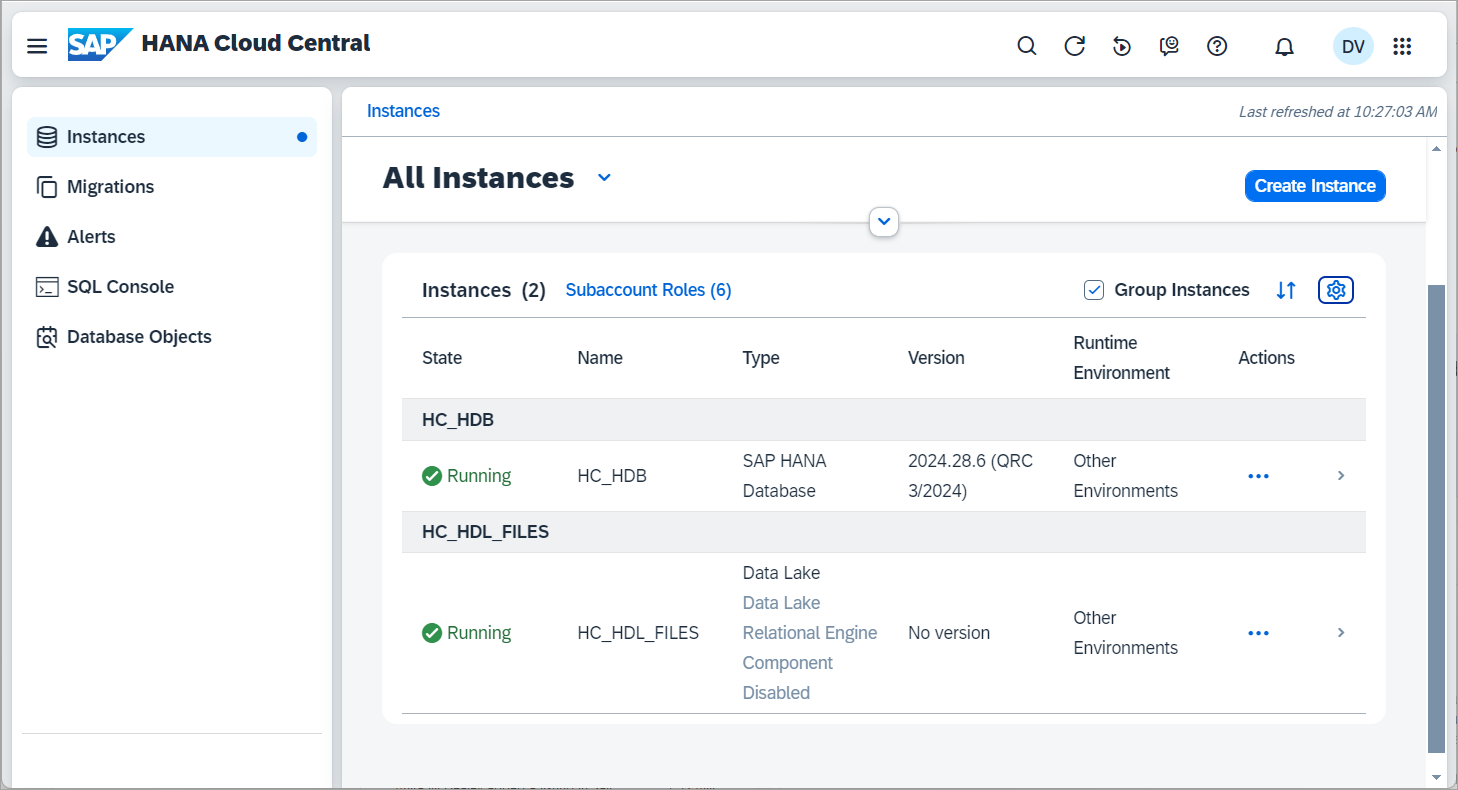 SAP HANA Cloud Central
DV
Instances
Migrations
Alerts
SQL Console
Database Objects
Instances
Last refreshed at 10:27:03 AM
All Instances
Create Instance
Instances (2) Subaccount Roles (6) Group Instances
State Name Type Version Runtime Environment Actions
HC_HDB
Running HC_HDB SAP HANA Database 2024.28.6 (QRC 3/2024) Other Environments
HC_HDL_FILES
Running HC_HDL_FILES Data Lake
Data Lake
Relational Engine
Component
Disabled
No version
Other
Environments